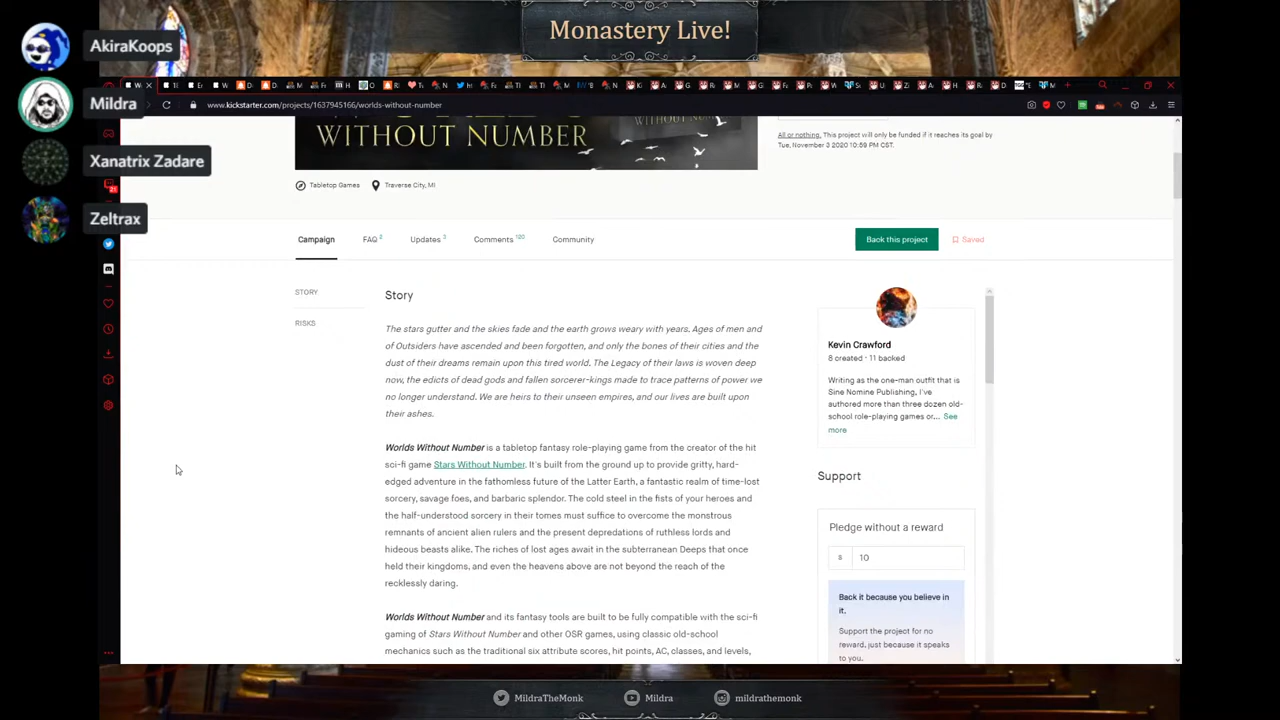 Monastery Live!
AkiraKoops
Mildra
Xanatrix Zadare
Zeltrax
www.kickstarter.com/projects/1637945166/worlds-without-number
WITHOUT NUMBER
All or nothing. This project will only be funded if it reaches its goal by
Tue, November 3 2020 10:59 PM CST.
Tabletop Games
Traverse City, MI
Campaign
FAQ 2
Updates 3
Comments 120
Community
Back this project
Saved
STORY
RISKS
Story
The stars gutter and the skies fade and the earth grows weary with years. Ages of men and
of Outsiders have ascended and been forgotten, and only the bones of their cities and the
dust of their dreams remain upon this tired world. The Legacy of their laws is woven deep
now, the edicts of dead gods and fallen sorcerer-kings made to trace patterns of power we
no longer understand. We are heirs to their unseen empires, and our lives are built upon
their ashes.
Worlds Without Number is a tabletop fantasy role-playing game from the creator of the hit
sci-fi game Stars Without Number. It's built from the ground up to provide gritty, hard-
edged adventure in the fathomless future of the Latter Earth, a fantastic realm of time-lost
sorcery, savage foes, and barbaric splendor. The cold steel in the fists of your heroes and
the half-understood sorcery in their tomes must suffice to overcome the monstrous
remnants of ancient alien rulers and the present depredations of ruthless lords and
hideous beasts alike. The riches of lost ages await in the subterranean Deeps that once
held their kingdoms, and even the heavens above are not beyond the reach of the
recklessly daring.
Worlds Without Number and its fantasy tools are built to be fully compatible with the sci-fi
gaming of Stars Without Number and other OSR games, using classic old-school
mechanics such as the traditional six attribute scores, hit points, AC, classes, and levels,
Kevin Crawford
8 created · 11 backed
Writing as the one-man outfit that is
Sine Nomine Publishing, I've
authored more than three dozen old-
school role-playing games or... See
more
Support
Pledge without a reward
$ 10
Back it because you believe in
it.
Support the project for no
reward, just because it speaks
to you.
MildraTheMonk
Mildra
mildrathemonk